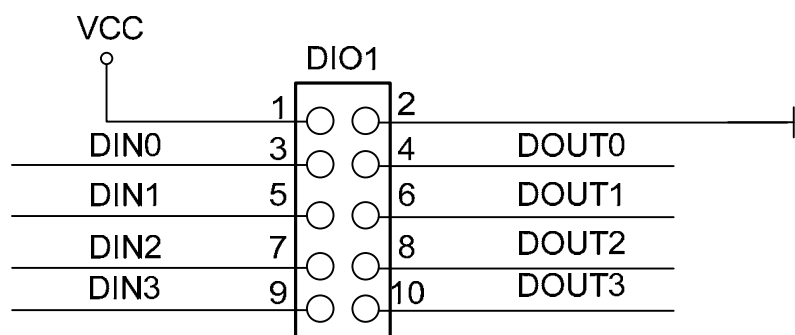 VCC
DIO1
1 2
DIN0 3 4 DOUT0
DIN1 5 6 DOUT1
DIN2 7 8 DOUT2
DIN3 9 10 DOUT3